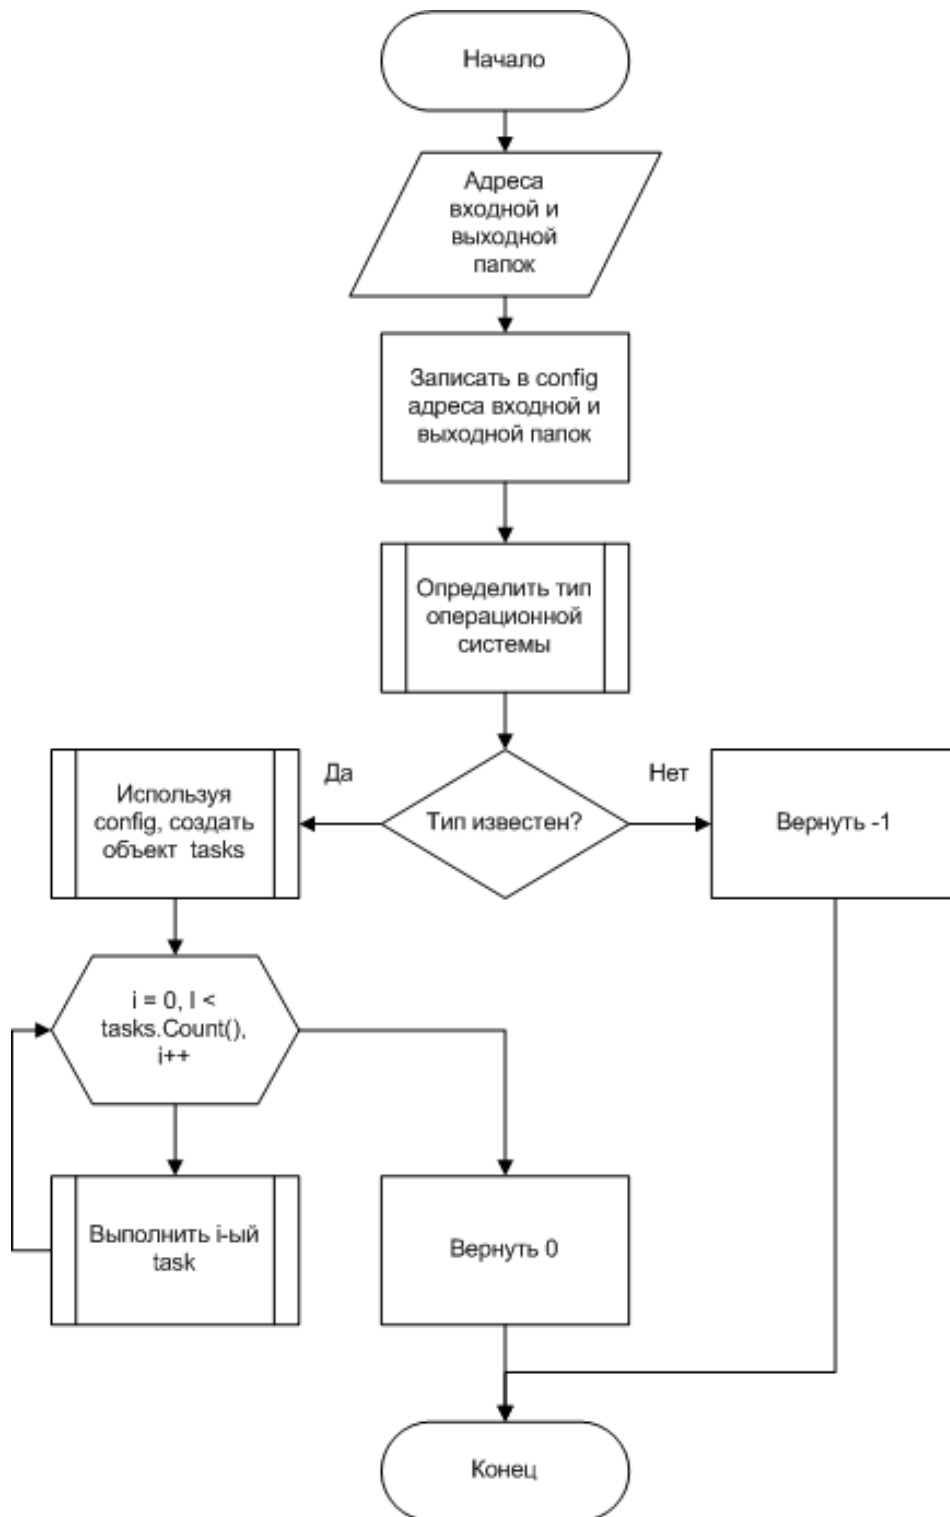 Начало
Адреса
входной и
выходной
папок
Записать в config
адреса входной и
выходной папок
Определить тип
операционной
системы
Да
Нет
Используя
config, создать
объект tasks
Тип известен?
Вернуть -1
i = 0, I <
tasks.Count(),
i++
Выполнить i-ый
task
Вернуть 0
Конец